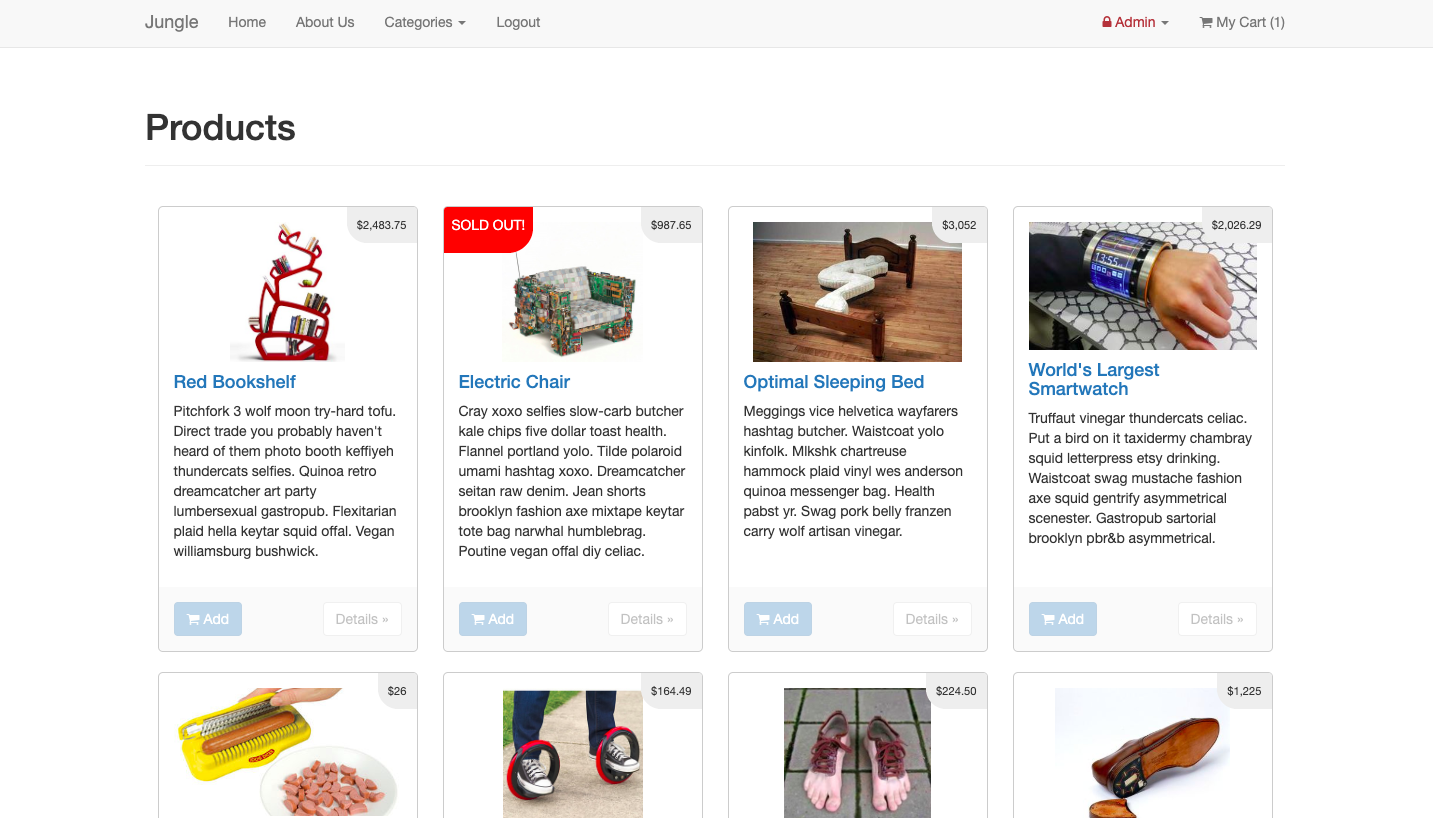 Jungle Home About Us Categories Logout Admin My Cart (1)
Products
$2,483.75
Red Bookshelf
Pitchfork 3 wolf moon try-hard tofu.
Direct trade you probably haven't
heard of them photo booth keffiyeh
thundercats selfies. Quinoa retro
dreamcatcher art party
lumbersexual gastropub. Flexitarian
plaid hella keytar squid offal. Vegan
williamsburg bushwick.
Add Details »
SOLD OUT! $987.65
Electric Chair
Cray xoxo selfies slow-carb butcher
kale chips five dollar toast health.
Flannel portland yolo. Tilde polaroid
umami hashtag xoxo. Dreamcatcher
seitan raw denim. Jean shorts
brooklyn fashion axe mixtape keytar
tote bag narwhal humblebrag.
Poutine vegan offal diy celiac.
Add Details »
$3,052
Optimal Sleeping Bed
Meggings vice helvetica wayfarers
hashtag butcher. Waistcoat yolo
kinfolk. Mlkshk chartreuse
hammock plaid vinyl wes anderson
quinoa messenger bag. Health
pabst yr. Swag pork belly franzen
carry wolf artisan vinegar.
Add Details »
$2,026.29
13:55
World's Largest
Smartwatch
Truffaut vinegar thundercats celiac.
Put a bird on it taxidermy chambray
squid letterpress etsy drinking.
Waistcoat swag mustache fashion
axe squid gentrify asymmetrical
scenester. Gastropub sartorial
brooklyn pbr&b asymmetrical.
Add Details »
$26
$164.49
$224.50
$1,225